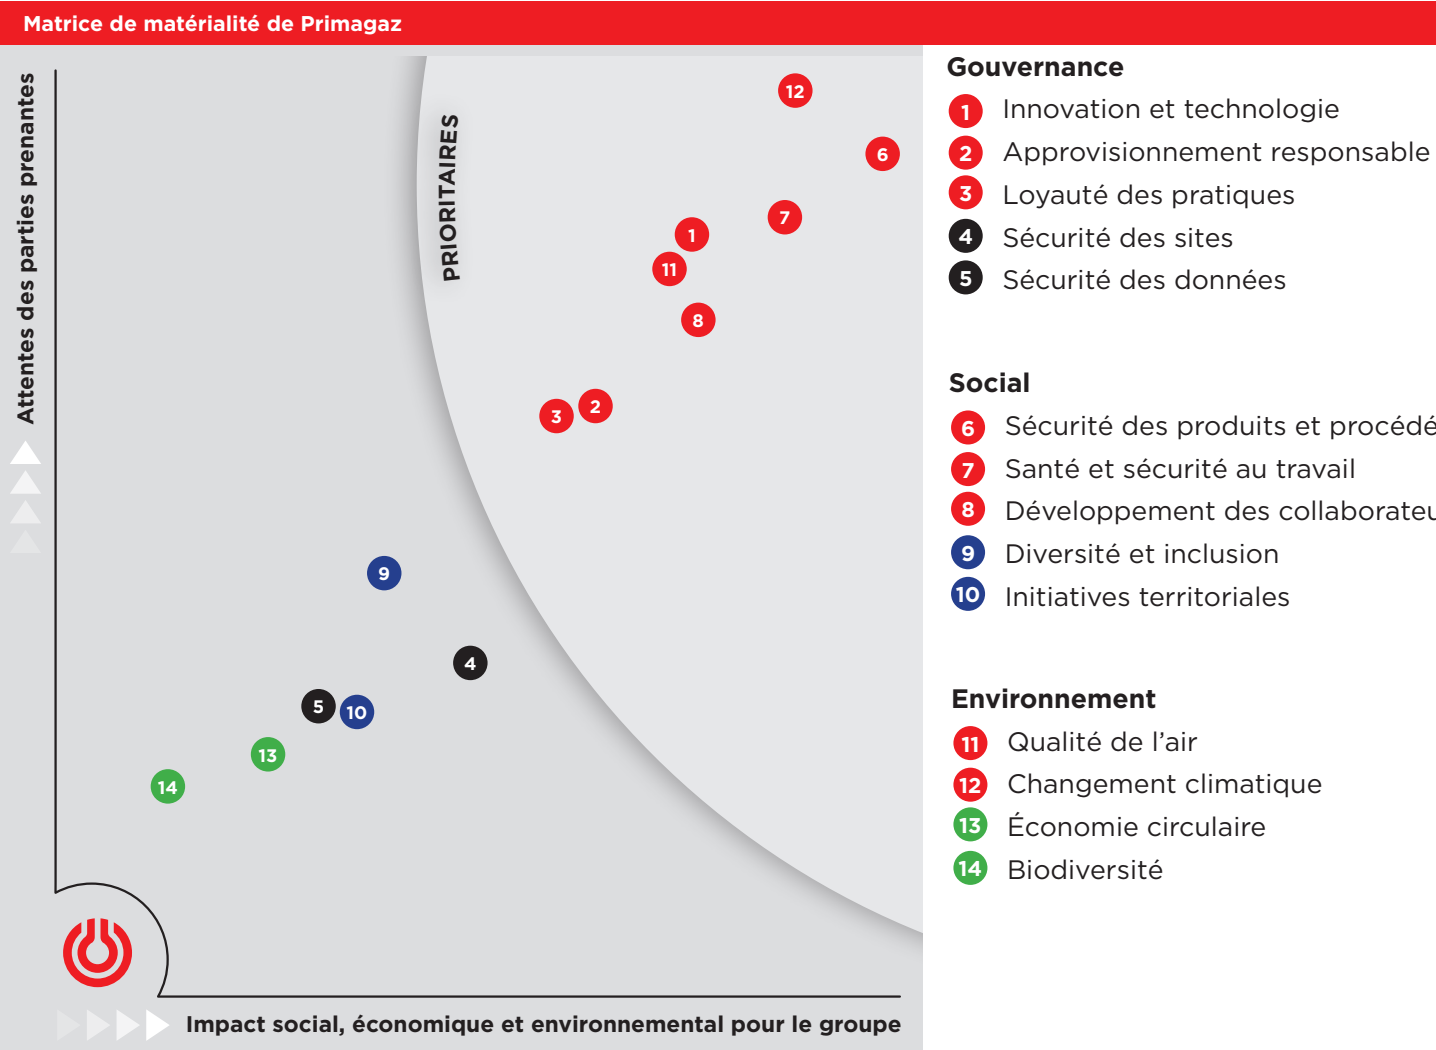 Matrice de matérialité de Primagaz
Attentes des parties prenantes
PRIORITAIRES
12
6
7
1
11
8
2
3
9
4
5
10
13
14
Impact social, économique et environnemental pour le groupe
Gouvernance
1 Innovation et technologie
2 Approvisionnement responsable
3 Loyauté des pratiques
4 Sécurité des sites
5 Sécurité des données
Social
6 Sécurité des produits et procédé
7 Santé et sécurité au travail
8 Développement des collaborateu
9 Diversité et inclusion
10 Initiatives territoriales
Environnement
11 Qualité de l’air
12 Changement climatique
13 Économie circulaire
14 Biodiversité